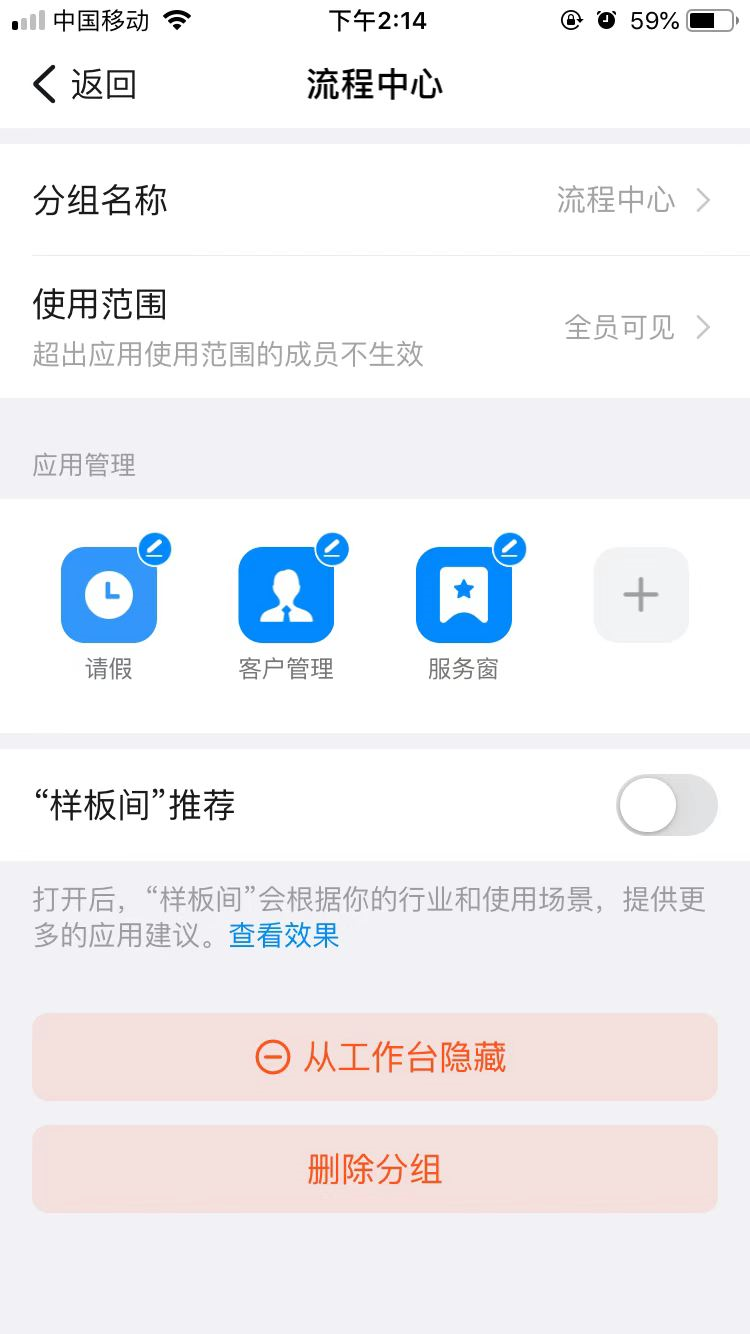 中国移动 下午2:14 59%
返回 流程中心
分组名称 流程中心
使用范围
超出应用使用范围的成员不生效 全员可见
应用管理
请假 客户管理 服务窗
“样板间”推荐
打开后，“样板间”会根据你的行业和使用场景，提供更
多的应用建议。查看效果
从工作台隐藏
删除分组